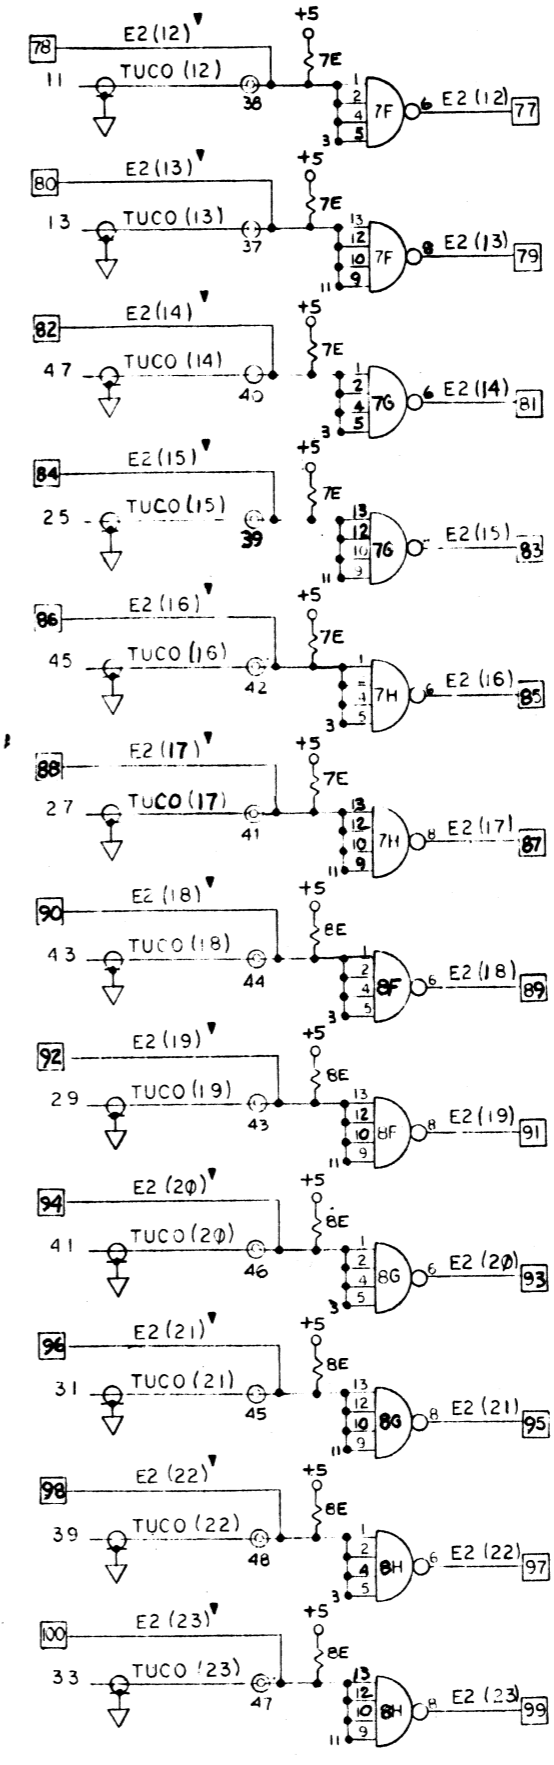 +5
78 E2(12)▼ 7E
11 TUCO (12) 38 1 2 4 5 3 7F 6 E2 (12) 77
+5
80 E2(13)▼ 7E
13 TUCO (13) 37 13 12 10 9 11 7F 8 E2 (13) 79
+5
82 E2(14)▼ 7E
47 TUCO (14) 40 1 2 4 5 3 7G 6 E2(14) 81
+5
84 E2(15)▼ 7E
25 TUCO (15) 39 13 12 10 9 11 7G E2(15) 83
+5
86 E2(16)▼ 7E
45 TUCO (16) 42 1 4 5 3 7H 6 E2 (16) 85
+5
88 E2(17)▼ 7E
27 TUCO (17) 41 13 12 10 9 11 7H 8 E2 (17) 87
+5
90 E2(18)▼ 8E
43 TUCO (18) 44 1 2 4 5 3 8F 6 E2 (18) 89
+5
92 E2(19)▼ 8E
29 TUCO (19) 43 13 12 10 9 11 8F 8 E2 (19) 91
+5
94 E2 (20)▼ 8E
41 TUCO (20) 46 1 2 4 5 3 8G 6 E2 (20) 93
+5
96 E2 (21)▼ 8E
31 TUCO (21) 45 13 12 10 9 11 8G 8 E2 (21) 95
+5
98 E2 (22)▼ 8E
39 TUCO (22) 48 1 2 4 5 3 8H 6 E2 (22) 97
+5
100 E2 (23)▼ 8E
33 TUCO (23) 47 13 12 10 9 11 8H 8 E2 (23) 99